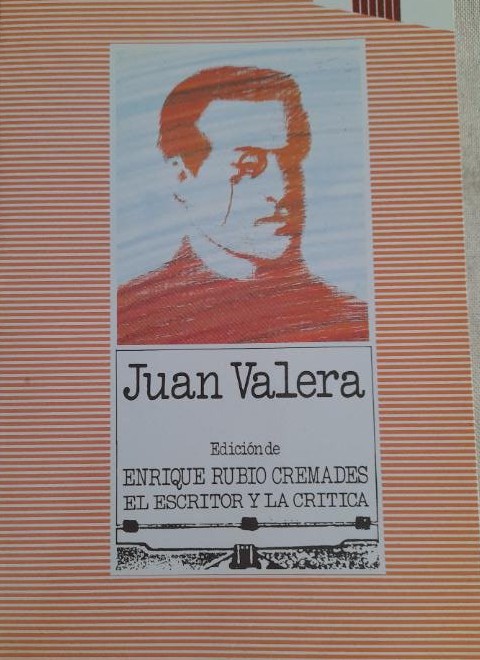 Juan Valera
Edición de
ENRIQUE RUBIO CREMADES
EL ESCRITOR Y LA CRITICA